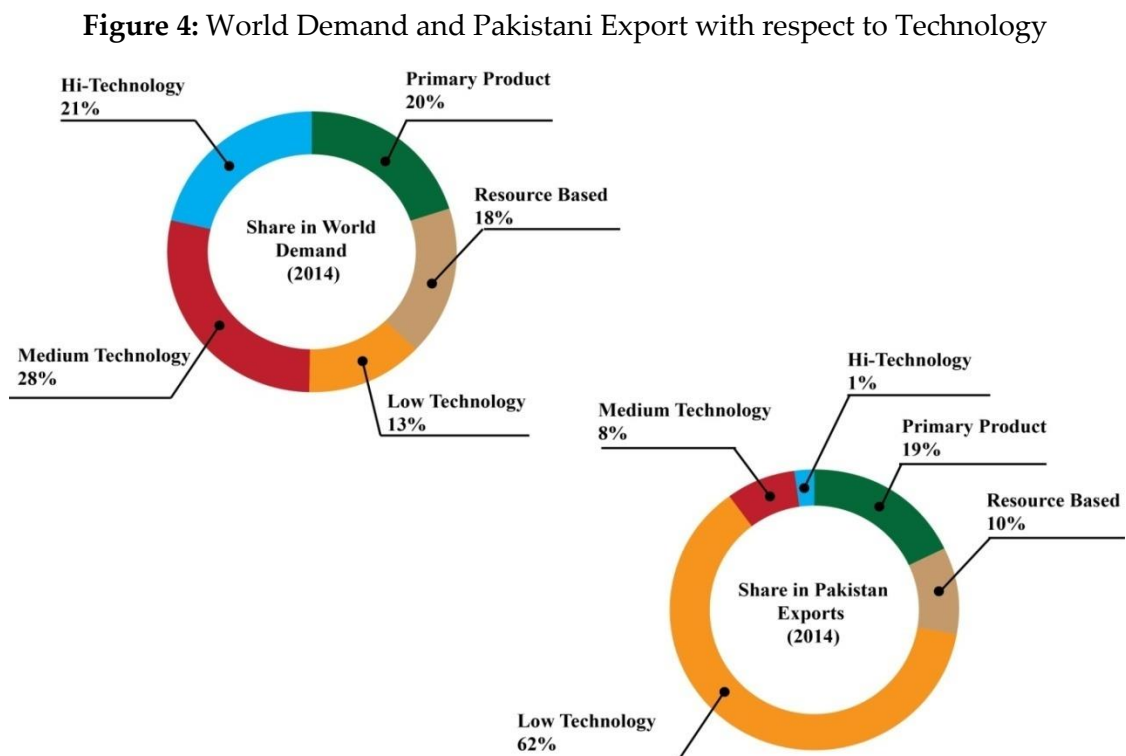 Figure 4: World Demand and Pakistani Export with respect to Technology
Hi-Technology
21%
Primary Product
20%
Resource Based
18%
Share in World
Demand
(2014)
Medium Technology
28%
Low Technology
13%
Hi-Technology
1%
Medium Technology
8%
Primary Product
19%
Resource Based
10%
Share in Pakistan
Exports
(2014)
Low Technology
62%